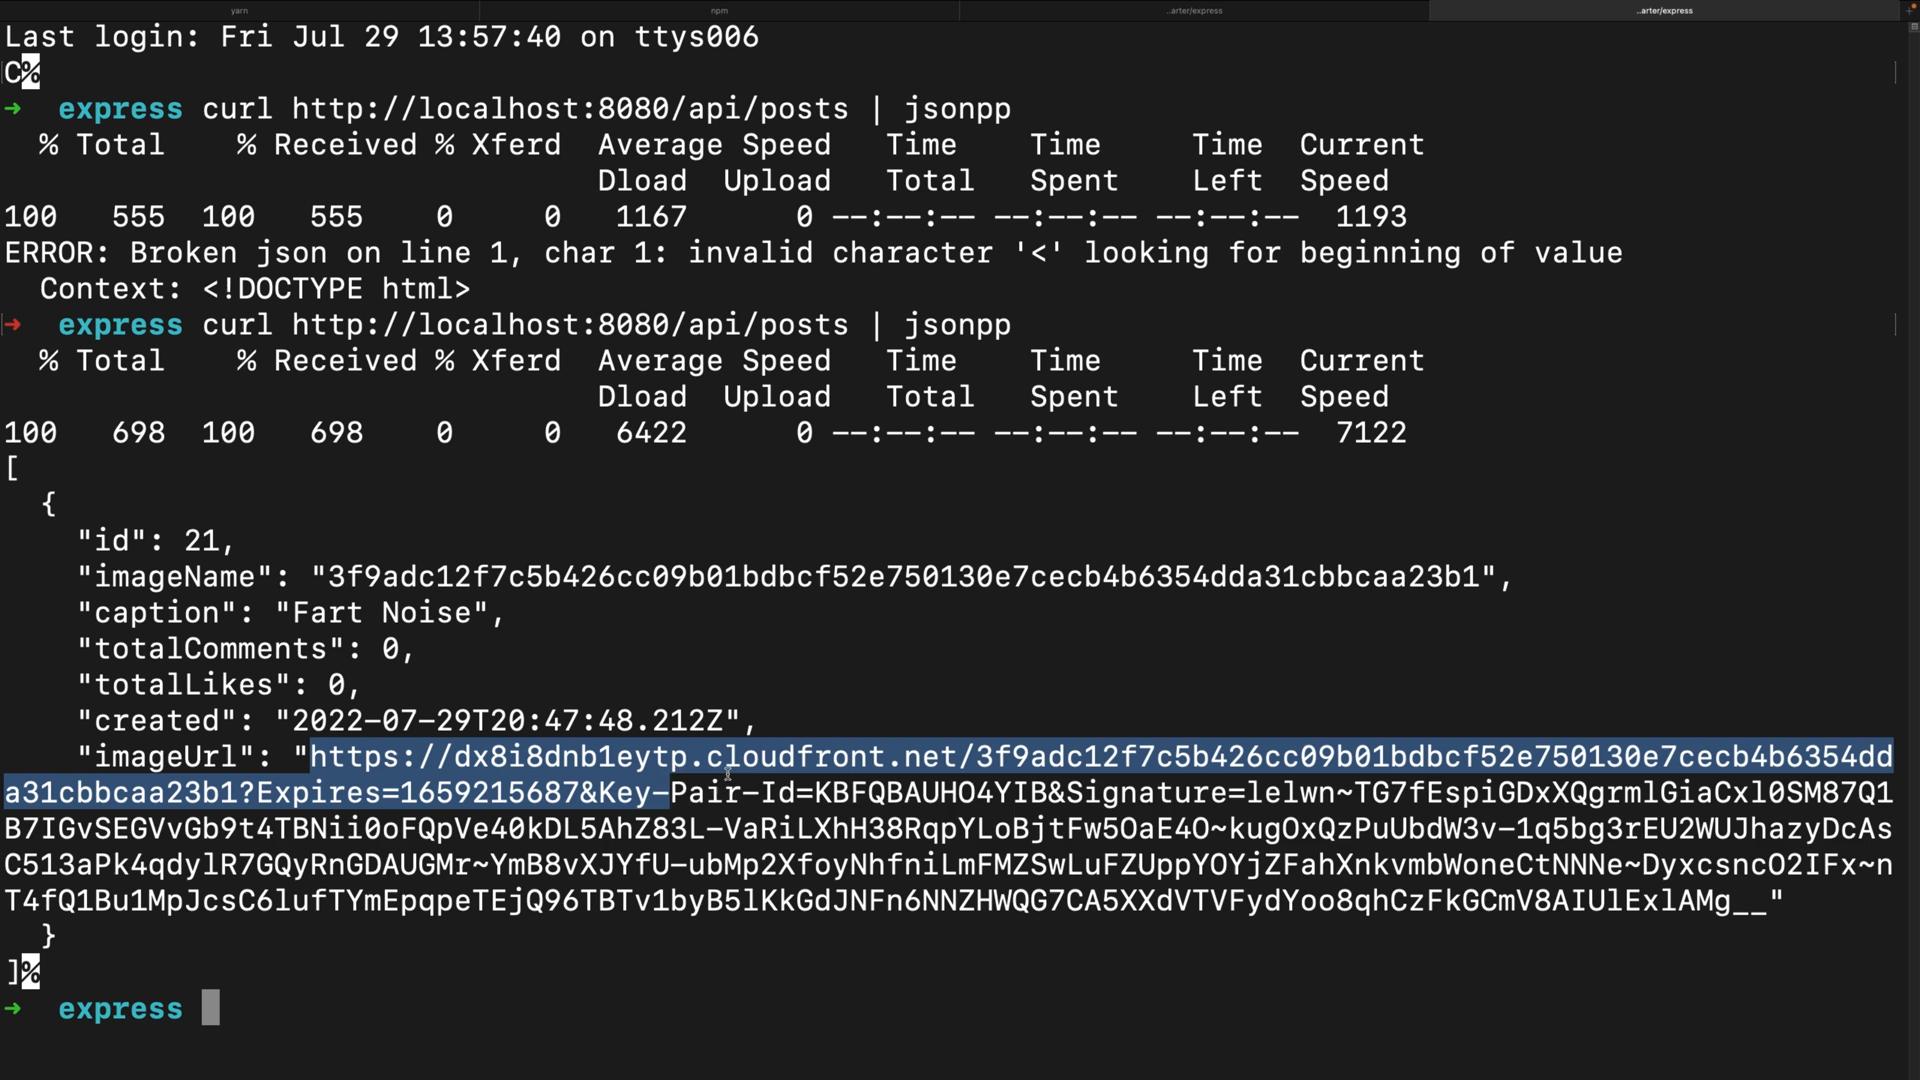 yarn npm ..arter/express ..arter/express
Last login: Fri Jul 29 13:57:40 on ttys006
C%
➜ express curl http://localhost:8080/api/posts | jsonpp
% Total % Received % Xferd Average Speed Time Time Time Current
Dload Upload Total Spent Left Speed
100 555 100 555 0 0 1167 0 --:--:-- --:--:-- --:--:-- 1193
ERROR: Broken json on line 1, char 1: invalid character '<' looking for beginning of value
Context: <!DOCTYPE html>
➜ express curl http://localhost:8080/api/posts | jsonpp
% Total % Received % Xferd Average Speed Time Time Time Current
Dload Upload Total Spent Left Speed
100 698 100 698 0 0 6422 0 --:--:-- --:--:-- --:--:-- 7122
[
{
"id": 21,
"imageName": "3f9adc12f7c5b426cc09b01bdbcf52e750130e7cecb4b6354dda31cbbcaa23b1",
"caption": "Fart Noise",
"totalComments": 0,
"totalLikes": 0,
"created": "2022-07-29T20:47:48.212Z",
"imageUrl": "https://dx8i8dnb1eytp.cloudfront.net/3f9adc12f7c5b426cc09b01bdbcf52e750130e7cecb4b6354dd
a31cbbcaa23b1?Expires=1659215687&Key-Pair-Id=KBFQBAUHO4YIB&Signature=lelwn~TG7fEspiGDxXQgrmlGiaCxl0SM87Q1
B7IGvSEGVvGb9t4TBNii0oFQpVe40kDL5AhZ83L-VaRiLXhH38RqpYLoBjtFw5OaE4O~kugOxQzPuUbdW3v-1q5bg3rEU2WUJhazyDcAs
C513aPk4qdylR7GQyRnGDAUGMr~YmB8vXJYfU-ubMp2XfoyNhfniLmFMZSwLuFZUppYOYjZFahXnkvmbWoneCtNNNe~DyxcsncO2IFx~n
T4fQ1Bu1MpJcsC6lufTYmEpqpeTEjQ96TBTv1byB5lKkGdJNFn6NNZHWQG7CA5XXdVTVFydYoo8qhCzFkGCmV8AIUlExlAMg__"
}
]%
➜ express